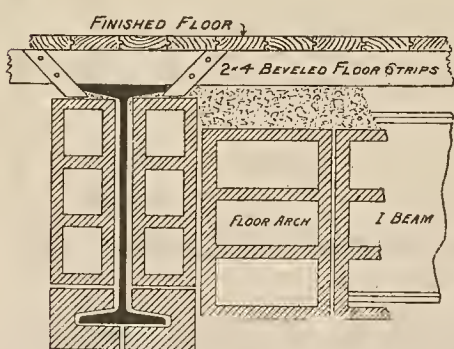 FINISHED FLOOR
2×4 BEVELED FLOOR STRIPS
FLOOR ARCH
I BEAM